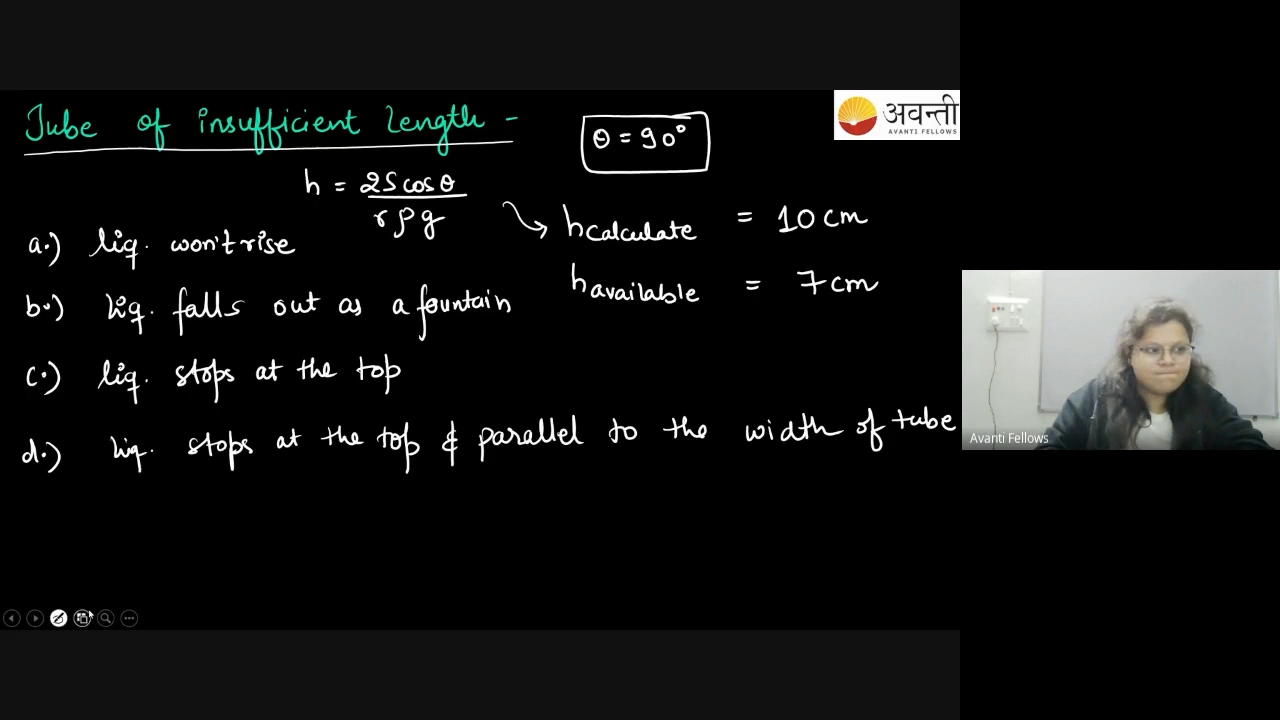 Tube of insufficient length -
θ = 90°
h = 2S cos θ / rρg
hcalculate = 10 cm
havailable = 7 cm
a.) liq. won't rise
b.) liq. falls out as a fountain
c.) liq. stops at the top
d.) liq. stops at the top & parallel to the width of tube
अवन्ती
AVANTI FELLOWS
Avanti Fellows